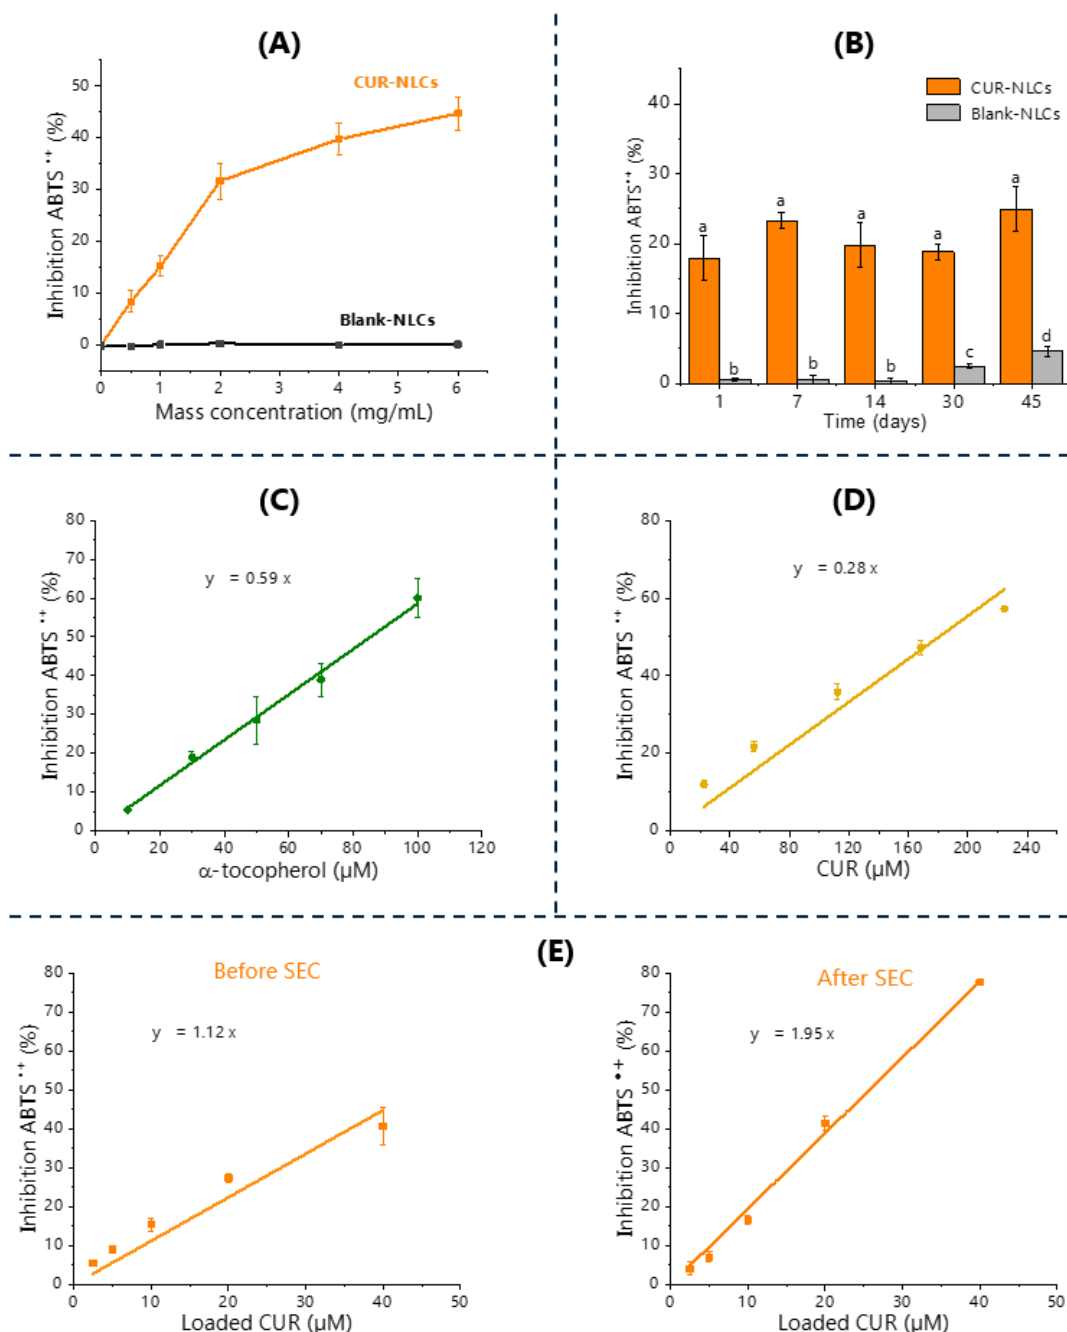 (A)
CUR-NLCs
Blank-NLCs
Inhibition ABTS •+ (%)
50
40
30
20
10
0
0 1 2 3 4 5 6
Mass concentration (mg/mL)
(B)
CUR-NLCs
Blank-NLCs
Inhibition ABTS•+ (%)
40
30
20
10
0
a a a a a
b b b c d
1 7 14 30 45
Time (days)
(C)
y = 0.59 x
Inhibition ABTS •+ (%)
80
70
60
50
40
30
20
10
0
0 20 40 60 80 100 120
α-tocopherol (μM)
(D)
y = 0.28 x
Inhibition ABTS •+ (%)
80
60
40
20
0
0 40 80 120 160 200 240
CUR (μM)
(E)
Before SEC
y = 1.12 x
Inhibition ABTS •+ (%)
80
70
60
50
40
30
20
10
0
0 10 20 30 40 50
Loaded CUR (μM)
After SEC
y = 1.95 x
Inhibition ABTS •+ (%)
80
70
60
50
40
30
20
10
0
0 10 20 30 40 50
Loaded CUR (μM)